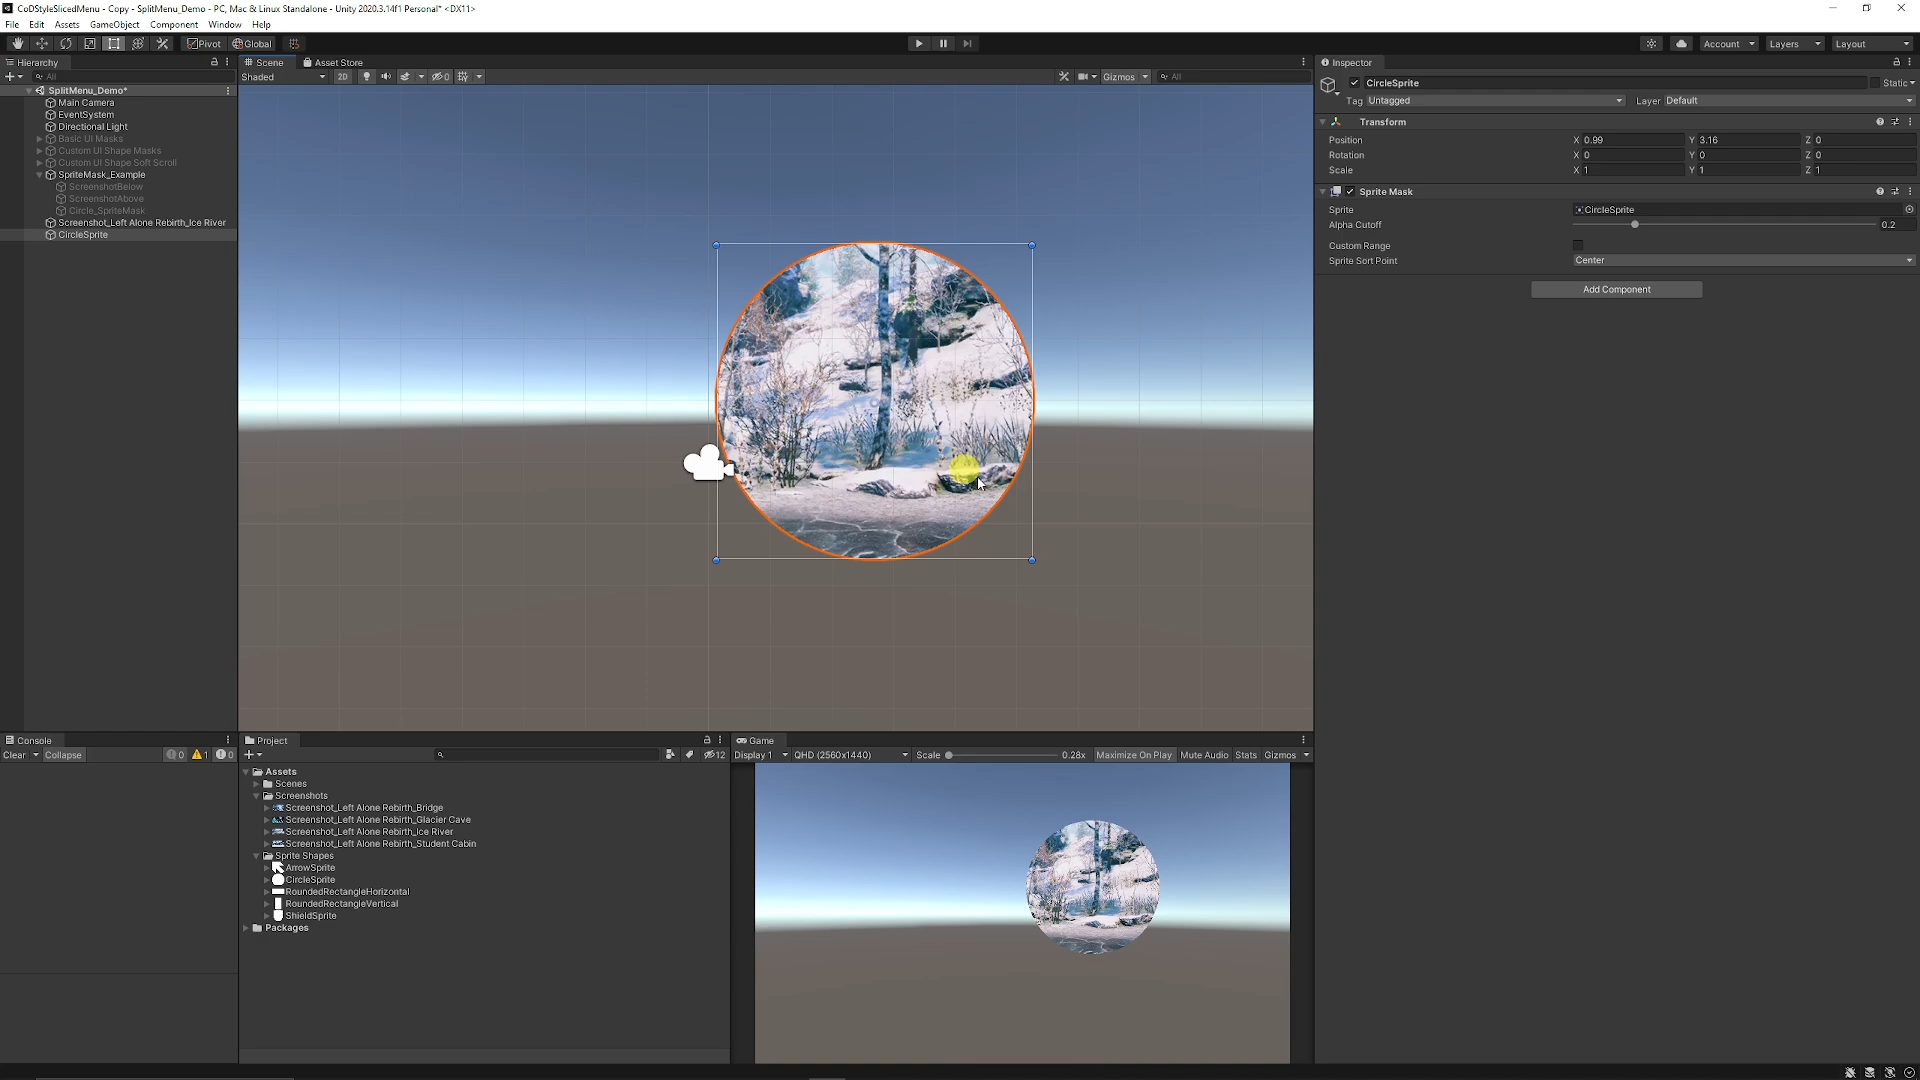 CoDStyleSlicedMenu - Copy - SplitMenu_Demo - PC, Mac & Linux Standalone - Unity 2020.3.14f1 Personal* <DX11>
File Edit Assets GameObject Component Window Help
Pivot Global Account Layers Layout
Hierarchy
All
SplitMenu_Demo*
Main Camera
EventSystem
Directional Light
Basic UI Masks
Custom UI Shape Masks
Custom UI Shape Soft Scroll
SpriteMask_Example
ScreenshotBelow
ScreenshotAbove
Circle_SpriteMask
Screenshot_Left Alone Rebirth_Ice River
CircleSprite
Scene Asset Store
Shaded 2D 0 Gizmos All
Inspector
CircleSprite Static
Tag Untagged Layer Default
Transform
Position X 0.99 Y 3.16 Z 0
Rotation X 0 Y 0 Z 0
Scale X 1 Y 1 Z 1
Sprite Mask
Sprite CircleSprite
Alpha Cutoff 0.2
Custom Range
Sprite Sort Point Center
Add Component
Console
Clear Collapse 0 1 0
Project
12
Assets
Scenes
Screenshots
Screenshot_Left Alone Rebirth_Bridge
Screenshot_Left Alone Rebirth_Glacier Cave
Screenshot_Left Alone Rebirth_Ice River
Screenshot_Left Alone Rebirth_Student Cabin
Sprite Shapes
ArrowSprite
CircleSprite
RoundedRectangleHorizontal
RoundedRectangleVertical
ShieldSprite
Packages
Game
Display 1 QHD (2560x1440) Scale 0.28x Maximize On Play Mute Audio Stats Gizmos